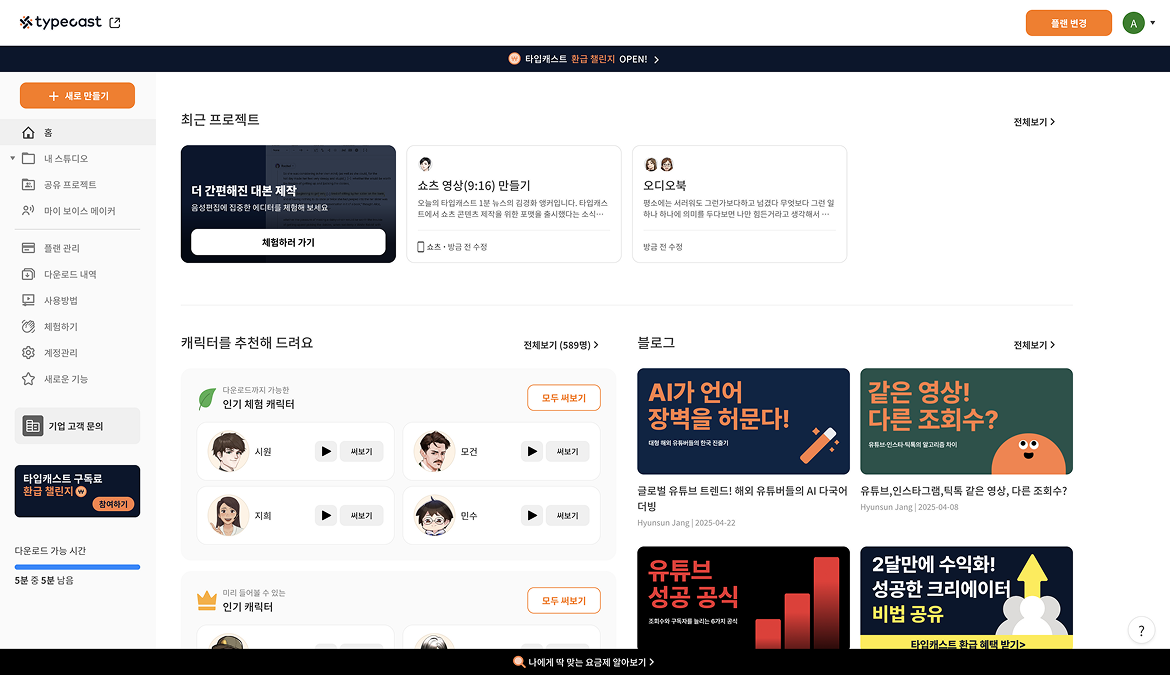 typecast
플랜 변경
A
타입캐스트 환급 챌린지 OPEN!
새로 만들기
홈
내 스튜디오
공유 프로젝트
마이 보이스 메이커
플랜 관리
다운로드 내역
사용방법
체험하기
계정관리
새로운 기능
기업 고객 문의
타입캐스트 구독료
환급 챌린지
참여하기
다운로드 가능 시간
5분 중 5분 남음
최근 프로젝트
전체보기
더 간편해진 대본 제작
음성편집에 집중한 에디터를 체험해 보세요
체험하러 가기
쇼츠 영상(9:16) 만들기
오늘의 타입캐스트 1분 뉴스의 김경화 앵커입니다. 타입캐스
트에서 쇼츠 콘텐츠 제작을 위한 포맷을 출시했다는 소식…
쇼츠 · 방금 전 수정
오디오북
평소에는 서러워도 그런가보다하고 넘겼다 무엇보다 그런 일
하나 하나에 의미를 두다보면 나만 힘든거라고 생각해서 …
방금 전 수정
캐릭터를 추천해 드려요
전체보기 (589명)
다운로드까지 가능한
인기 체험 캐릭터
모두 써보기
시원
써보기
모건
써보기
지희
써보기
민수
써보기
미리 들어볼 수 있는
인기 캐릭터
모두 써보기
블로그
전체보기
AI가 언어
장벽을 허문다!
대형 해외 유튜버들의 한국 진출기
글로벌 유튜브 트렌드! 해외 유튜버들의 AI 다국어
더빙
Hyunsun Jang | 2025-04-22
같은 영상!
다른 조회수?
유튜브·인스타·틱톡의 알고리즘 차이
유튜브,인스타그램,틱톡 같은 영상, 다른 조회수?
Hyunsun Jang | 2025-04-08
유튜브
성공 공식
조회수와 구독자를 늘리는 6가지 공식
2달만에 수익화!
성공한 크리에이터
비법 공유
타입캐스트 환급 혜택 받기>
?
나에게 딱 맞는 요금제 알아보기